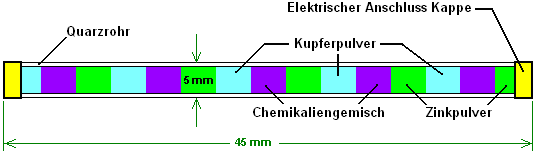 Elektrischer Anschluss Kappe
Quarzrohr
Kupferpulver
5 mm
Chemikaliengemisch
Zinkpulver
45 mm